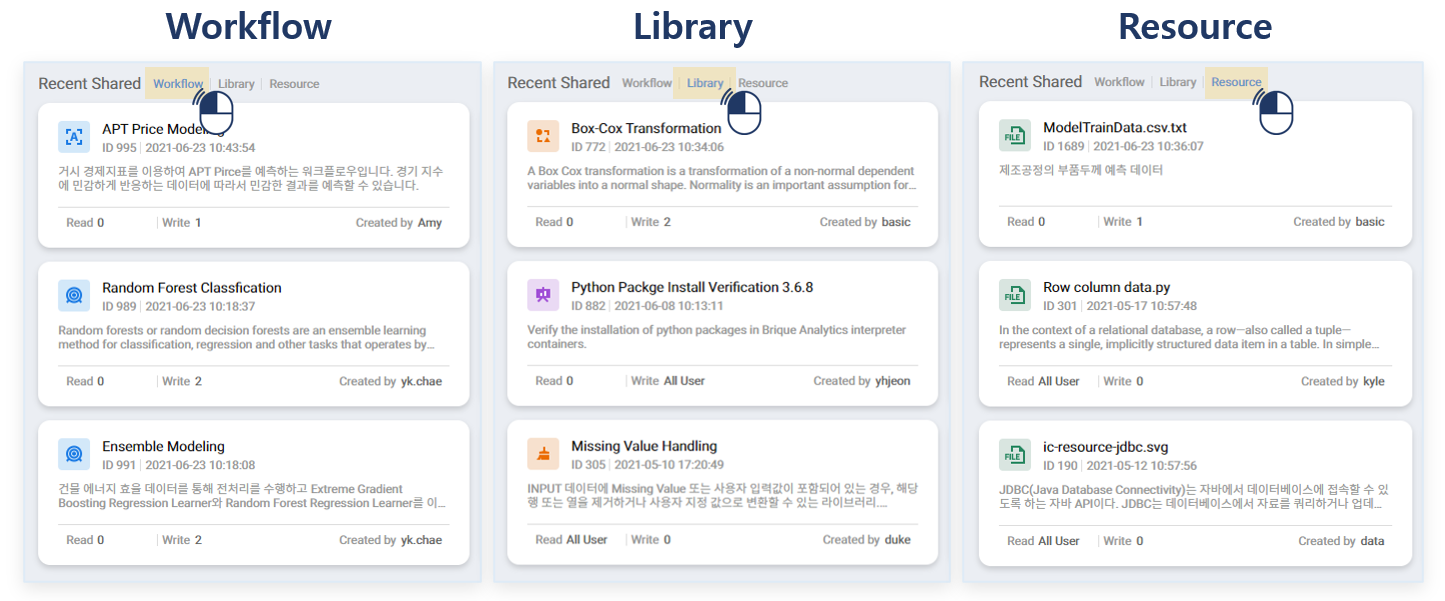 Workflow
Recent Shared Workflow | Library | Resource
APT Price Modeling
ID 995 | 2021-06-23 10:43:54
거시 경제지표를 이용하여 APT Pirce를 예측하는 워크플로우입니다. 경기 지수
에 민감하게 반응하는 데이터에 따라서 민감한 결과를 예측할 수 있습니다.
Read 0 | Write 1 Created by Amy
Random Forest Classfication
ID 989 | 2021-06-23 10:18:37
Random forests or random decision forests are an ensemble learning
method for classification, regression and other tasks that operates by…
Read 0 | Write 2 Created by yk.chae
Ensemble Modeling
ID 991 | 2021-06-23 10:18:08
건물 에너지 효율 데이터를 통해 전처리를 수행하고 Extreme Gradient
Boosting Regression Learner와 Random Forest Regression Learner를 이…
Read 0 | Write 2 Created by yk.chae
Library
Recent Shared Workflow | Library | Resource
Box-Cox Transformation
ID 772 | 2021-06-23 10:34:06
A Box Cox transformation is a transformation of a non-normal dependent
variables into a normal shape. Normality is an important assumption for…
Read 0 | Write 2 Created by basic
Python Packge Install Verification 3.6.8
ID 882 | 2021-06-08 10:13:11
Verify the installation of python packages in Brique Analytics interpreter
containers.
Read 0 | Write All User Created by yhjeon
Missing Value Handling
ID 305 | 2021-05-10 17:20:49
INPUT 데이터에 Missing Value 또는 사용자 입력값이 포함되어 있는 경우, 해당
행 또는 열을 제거하거나 사용자 지정 값으로 변환할 수 있는 라이브러리.…
Read All User | Write 0 Created by duke
Resource
Recent Shared Workflow | Library | Resource
FILE
ModelTrainData.csv.txt
ID 1689 | 2021-06-23 10:36:07
제조공정의 부품두께 예측 데이터
Read 0 | Write 1 Created by basic
FILE
Row column data.py
ID 301 | 2021-05-17 10:57:48
In the context of a relational database, a row—also called a tuple—
represents a single, implicitly structured data item in a table. In simple…
Read All User | Write 0 Created by kyle
FILE
ic-resource-jdbc.svg
ID 190 | 2021-05-12 10:57:56
JDBC(Java Database Connectivity)는 자바에서 데이터베이스에 접속할 수 있
도록 하는 자바 API이다. JDBC는 데이터베이스에서 자료를 쿼리하거나 업데…
Read All User | Write 0 Created by data